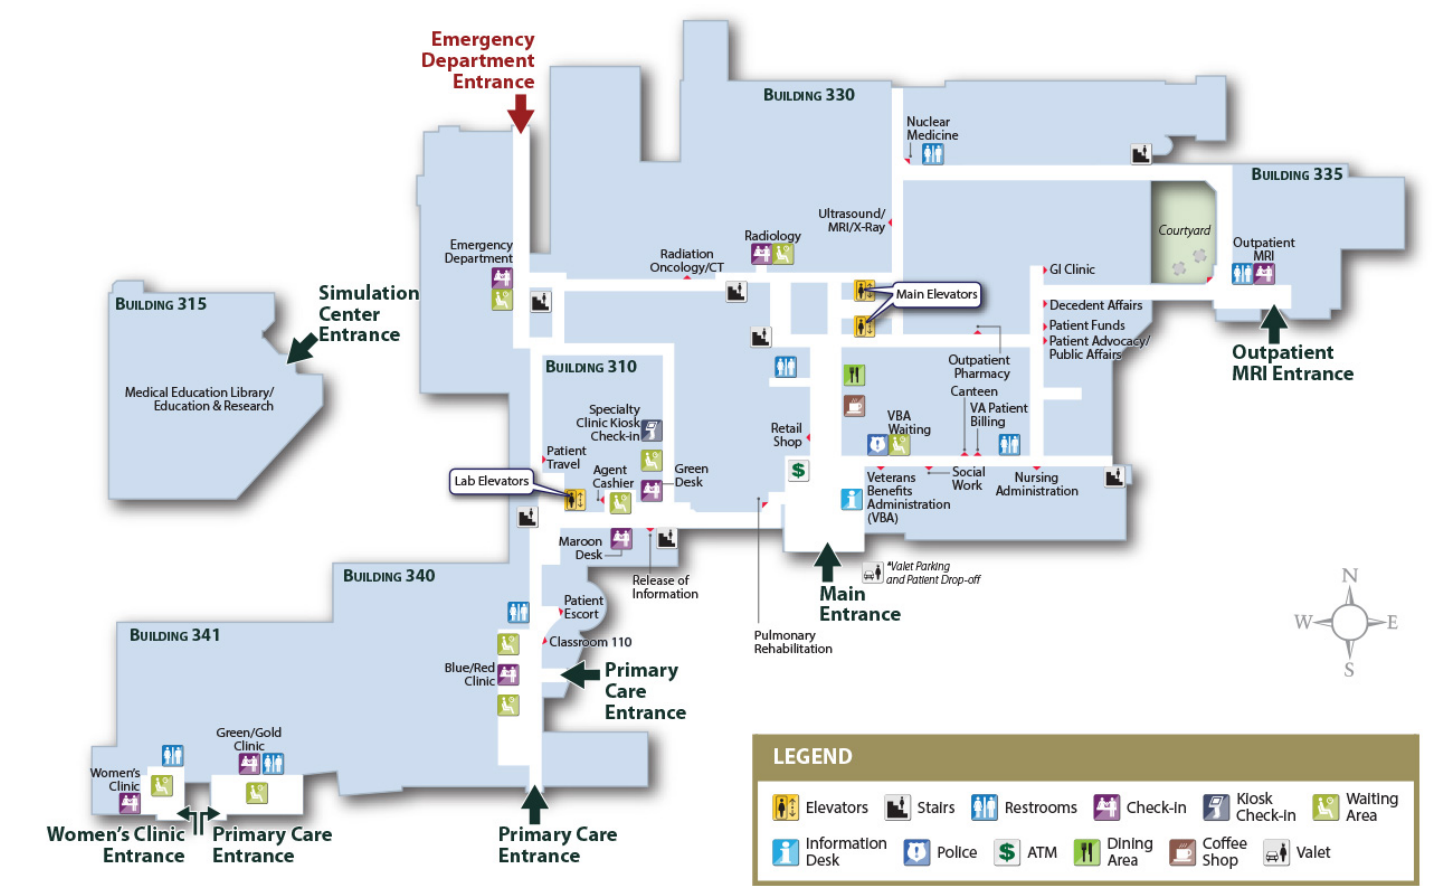 Emergency
Department
Entrance
BUILDING 330
Nuclear
Medicine
BUILDING 335
Ultrasound/
MRI/X-Ray
Courtyard
Radiology
Outpatient
MRI
Emergency
Department
Radiation
Oncology/CT
GI Clinic
Main Elevators
Decedent Affairs
Patient Funds
Patient Advocacy/
Public Affairs
BUILDING 315
Simulation
Center
Entrance
Medical Education Library/
Education & Research
Outpatient
MRI Entrance
Outpatient
Pharmacy
Canteen
VA Patient
Billing
BUILDING 310
Specialty
Clinic Kiosk
Check-in
VBA
Waiting
Retail
Shop
$
Patient
Travel
Agent
Cashier
Green
Desk
Lab Elevators
Veterans
Benefits
Administration
(VBA)
Social
Work
Nursing
Administration
i
Maroon
Desk
Release of
Information
*Valet Parking
and Patient Drop-off
Main
Entrance
Pulmonary
Rehabilitation
N
W
E
S
BUILDING 340
BUILDING 341
Patient
Escort
Classroom 110
Blue/Red
Clinic
Primary
Care
Entrance
Green/Gold
Clinic
Women's
Clinic
Women's Clinic
Entrance
Primary Care
Entrance
Primary Care
Entrance
LEGEND
Elevators
Stairs
Restrooms
Check-in
Kiosk
Check-in
Waiting
Area
i
Information
Desk
Police
$
ATM
Dining
Area
Coffee
Shop
Valet